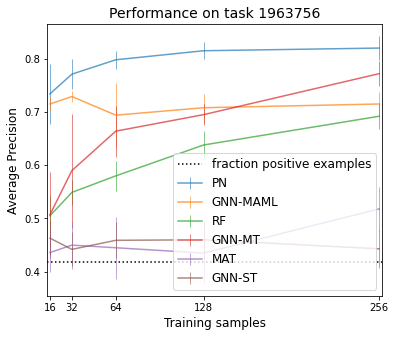 Performance on task 1963756
Average Precision
0.8
0.7
0.6
0.5
0.4
fraction positive examples
PN
GNN-MAML
RF
GNN-MT
MAT
GNN-ST
16 32 64 128 256
Training samples